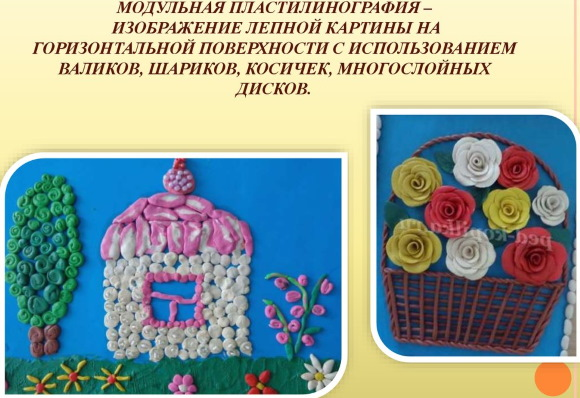 МОДУЛЬНАЯ ПЛАСТИЛИНОГРАФИЯ –
ИЗОБРАЖЕНИЕ ЛЕПНОЙ КАРТИНЫ НА
ГОРИЗОНТАЛЬНОЙ ПОВЕРХНОСТИ С ИСПОЛЬЗОВАНИЕМ
ВАЛИКОВ, ШАРИКОВ, КОСИЧЕК, МНОГОСЛОЙНЫХ
ДИСКОВ.